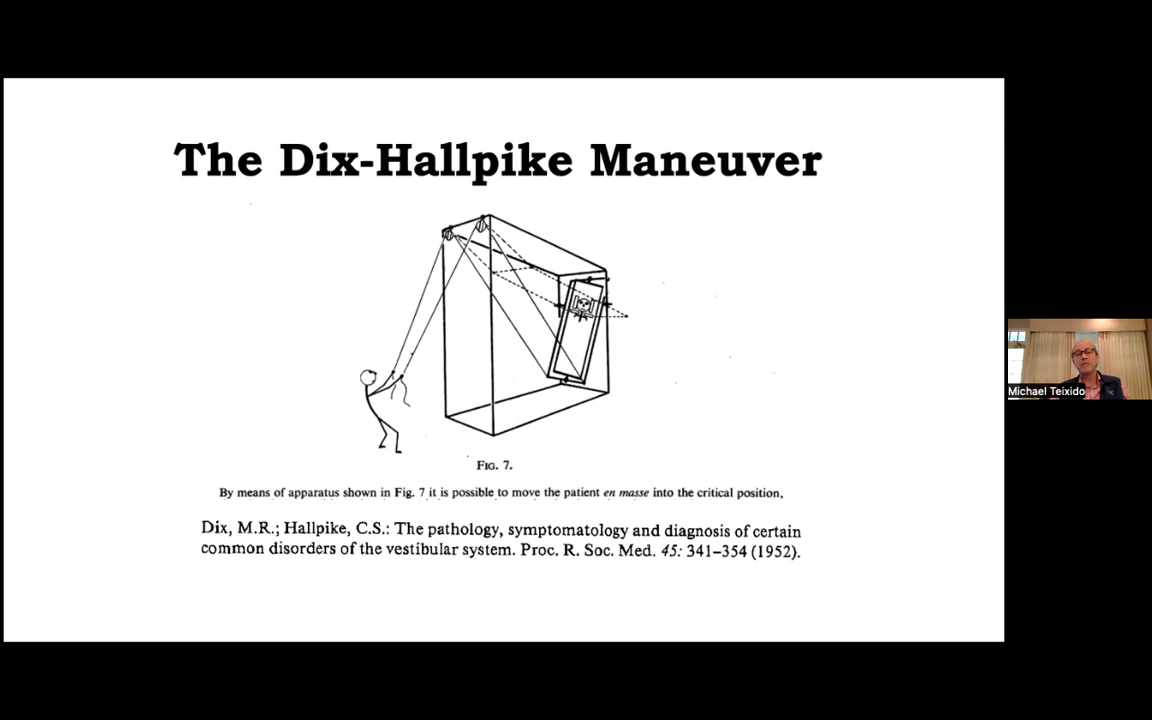 The Dix-Hallpike Maneuver
FIG. 7.
By means of apparatus shown in Fig. 7 it is possible to move the patient en masse into the critical position,
Dix, M.R.; Hallpike, C.S.: The pathology, symptomatology and diagnosis of certain
common disorders of the vestibular system. Proc. R. Soc. Med. 45: 341–354 (1952).
Michael Teixido